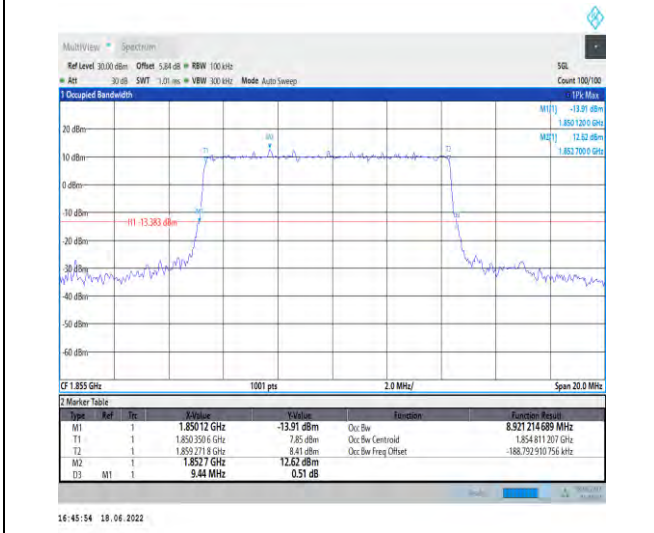 MultiView Spectrum
Ref Level 30.00 dBm Offset 5.84 dB RBW 100 kHz SGL
Att 30 dB SWT 1.01 ms VBW 300 kHz Mode Auto Sweep Count 100/100
1 Occupied Bandwidth 1Pk Max
M1[1] -13.91 dBm
1.850 120 0 GHz
12.62 dBm
1.852 700 0 GHz
20 dBm
T1 T2
10 dBm
0 dBm
-10 dBm
H1 -13.383 dBm
-20 dBm
-30 dBm
-40 dBm
-50 dBm
-60 dBm
CF 1.855 GHz 1001 pts 2.0 MHz/ Span 20.0 MHz
2 Marker Table
Type Ref Trc X-Value Y-Value Function Function Result
M1 1 1.85012 GHz -13.91 dBm Occ Bw 8.921 214 689 MHz
T1 1 1.850 350 6 GHz 7.85 dBm Occ Bw Centroid 1.854 811 207 GHz
T2 1 1.859 271 8 GHz 8.41 dBm Occ Bw Freq Offset -188.792 910 756 kHz
M2 1 1.8527 GHz 12.62 dBm
D3 M1 1 9.44 MHz 0.51 dB
16:45:54 18.06.2022